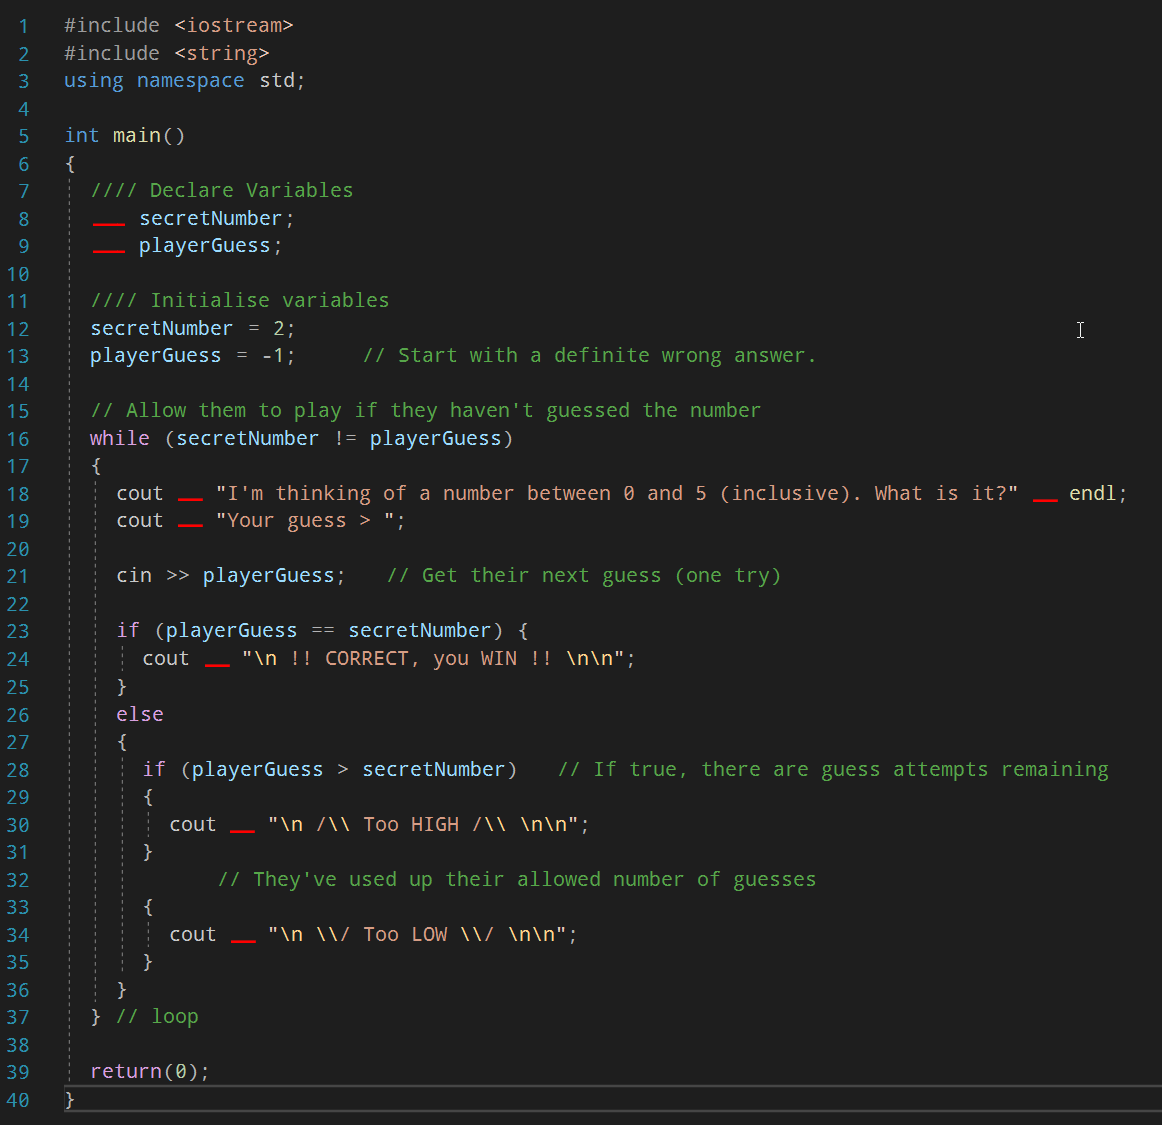 1 #include <iostream>
2 #include <string>
3 using namespace std;
4
5 int main()
6 {
7 //// Declare Variables
8 ___ secretNumber;
9 ___ playerGuess;
10
11 //// Initialise variables
12 secretNumber = 2;
13 playerGuess = -1; // Start with a definite wrong answer.
14
15 // Allow them to play if they haven't guessed the number
16 while (secretNumber != playerGuess)
17 {
18 cout __ "I'm thinking of a number between 0 and 5 (inclusive). What is it?" __ endl;
19 cout __ "Your guess > ";
20
21 cin >> playerGuess; // Get their next guess (one try)
22
23 if (playerGuess == secretNumber) {
24 cout __ "\n !! CORRECT, you WIN !! \n\n";
25 }
26 else
27 {
28 if (playerGuess > secretNumber) // If true, there are guess attempts remaining
29 {
30 cout __ "\n /\\ Too HIGH /\\ \n\n";
31 }
32 // They've used up their allowed number of guesses
33 {
34 cout __ "\n \\/ Too LOW \\/ \n\n";
35 }
36 }
37 } // loop
38
39 return(0);
40 }